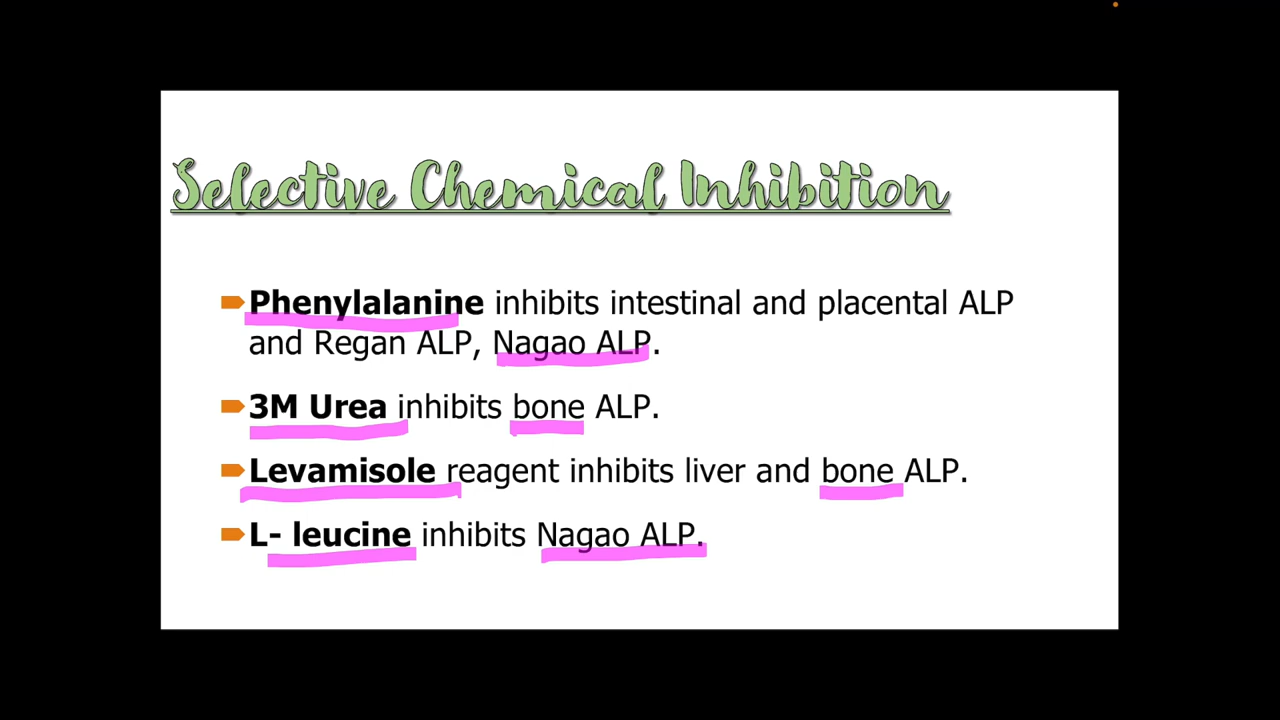 Selective Chemical Inhibition
Phenylalanine inhibits intestinal and placental ALP
and Regan ALP, Nagao ALP.
3M Urea inhibits bone ALP.
Levamisole reagent inhibits liver and bone ALP.
L- leucine inhibits Nagao ALP.